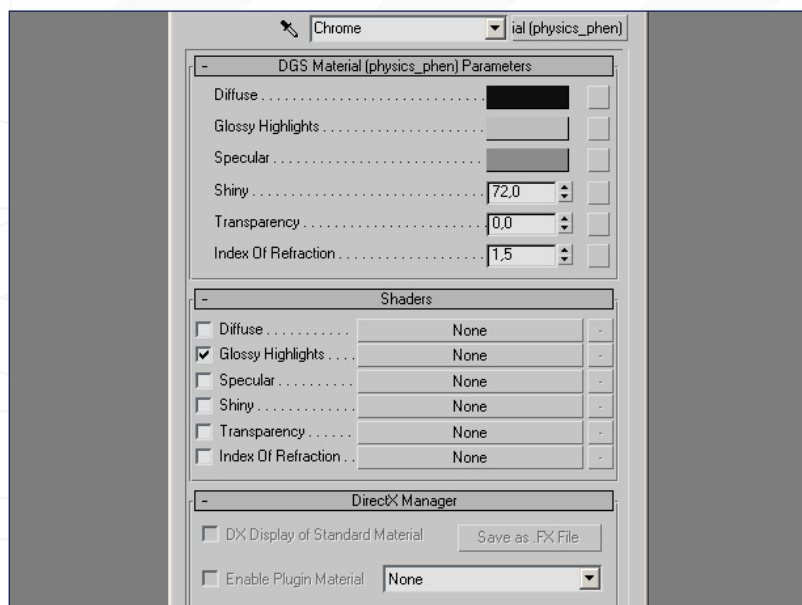 Chrome ial (physics_phen)
- DGS Material (physics_phen) Parameters
Diffuse . . . . . . . . . . . . . . . . . . . . . . . . . . . .
Glossy Highlights . . . . . . . . . . . . . . . . . . . . .
Specular . . . . . . . . . . . . . . . . . . . . . . . . . . .
Shiny . . . . . . . . . . . . . . . . . . . . . . . . . . . . . 72,0
Transparency . . . . . . . . . . . . . . . . . . . . . . . 0,0
Index Of Refraction . . . . . . . . . . . . . . . . . . 1,5
- Shaders
Diffuse . . . . . . . . . . . None -
Glossy Highlights . . . . None -
Specular . . . . . . . . . . None -
Shiny . . . . . . . . . . . . . None -
Transparency . . . . . . None -
Index Of Refraction . . None -
- DirectX Manager
DX Display of Standard Material Save as .FX File
Enable Plugin Material None